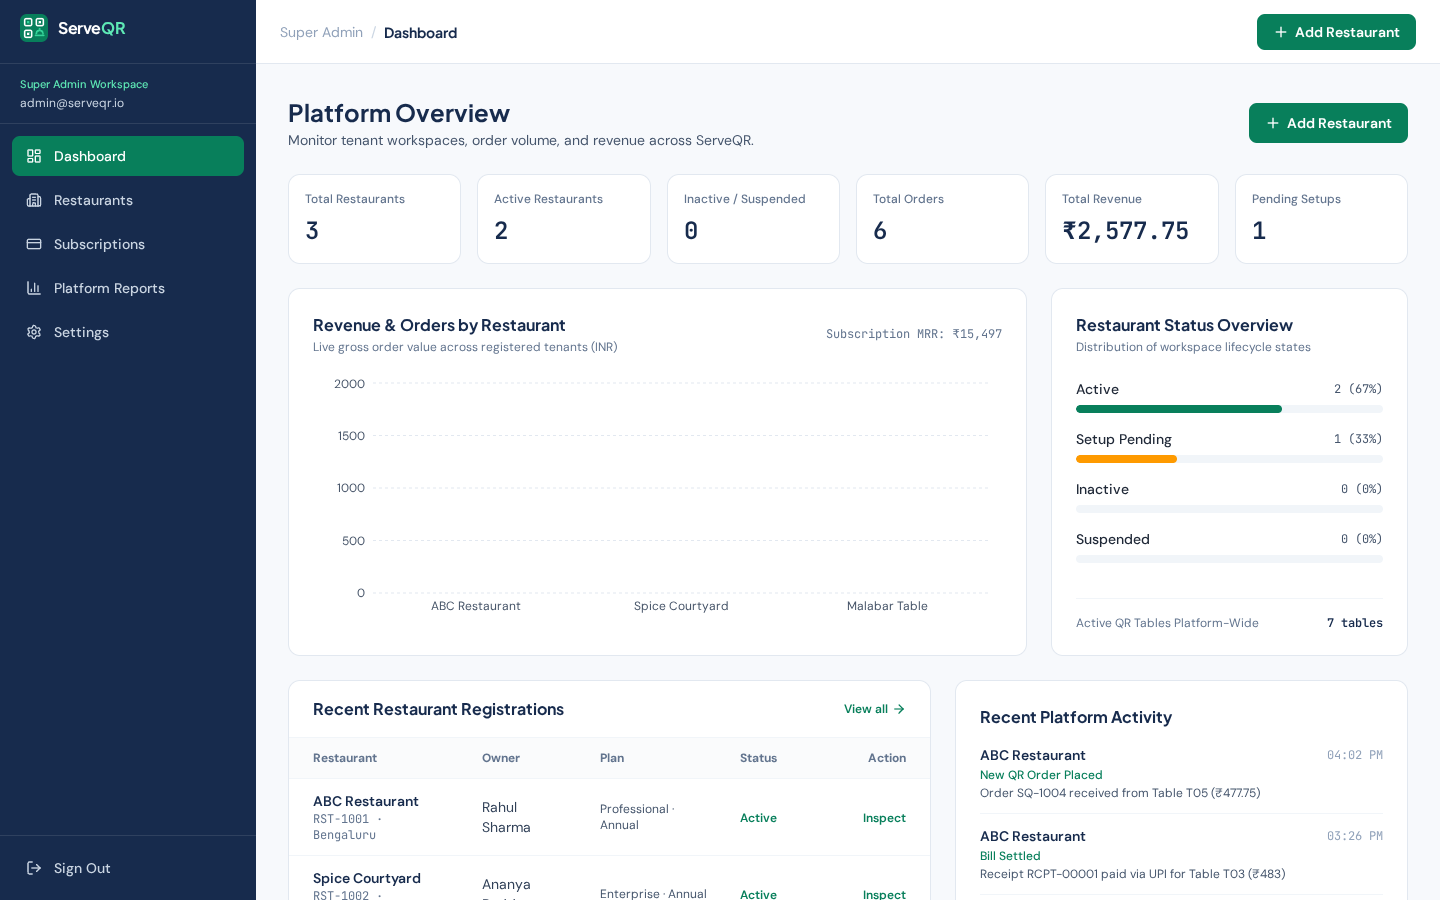 ServeQR
Super Admin Workspace
admin@serveqr.io
Dashboard
Restaurants
Subscriptions
Platform Reports
Settings
Sign Out
Super Admin / Dashboard
+ Add Restaurant
Platform Overview
Monitor tenant workspaces, order volume, and revenue across ServeQR.
+ Add Restaurant
Total Restaurants
3
Active Restaurants
2
Inactive / Suspended
0
Total Orders
6
Total Revenue
₹2,577.75
Pending Setups
1
Revenue & Orders by Restaurant
Live gross order value across registered tenants (INR)
Subscription MRR: ₹15,497
2000
1500
1000
500
0
ABC Restaurant
Spice Courtyard
Malabar Table
Restaurant Status Overview
Distribution of workspace lifecycle states
Active 2 (67%)
Setup Pending 1 (33%)
Inactive 0 (0%)
Suspended 0 (0%)
Active QR Tables Platform-Wide 7 tables
Recent Restaurant Registrations
View all →
Restaurant Owner Plan Status Action
ABC Restaurant
RST-1001 ·
Bengaluru
Rahul
Sharma
Professional ·
Annual
Active
Inspect
Spice Courtyard
RST-1002 ·
Ananya
Enterprise · Annual
Active
Inspect
Recent Platform Activity
ABC Restaurant 04:02 PM
New QR Order Placed
Order SQ-1004 received from Table T05 (₹477.75)
ABC Restaurant 03:26 PM
Bill Settled
Receipt RCPT-00001 paid via UPI for Table T03 (₹483)